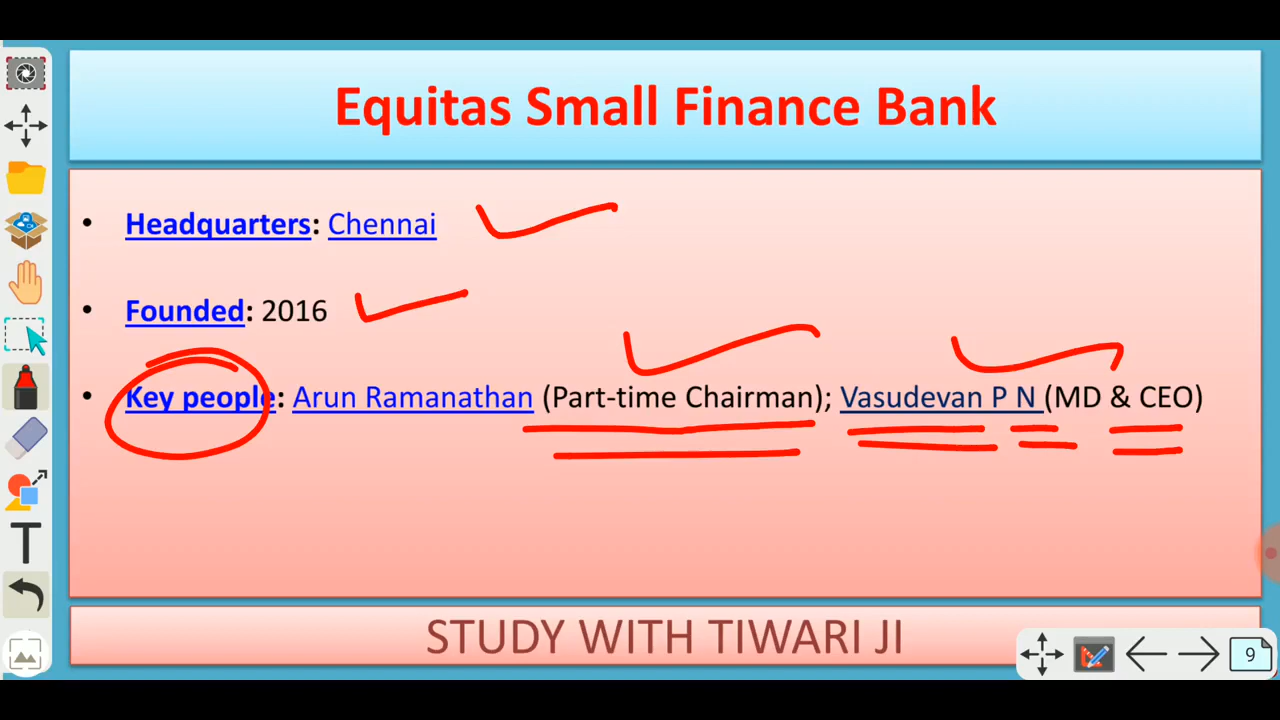 Equitas Small Finance Bank
• Headquarters: Chennai
• Founded: 2016
• Key people: Arun Ramanathan (Part-time Chairman); Vasudevan P N (MD & CEO)
STUDY WITH TIWARI JI
T
9